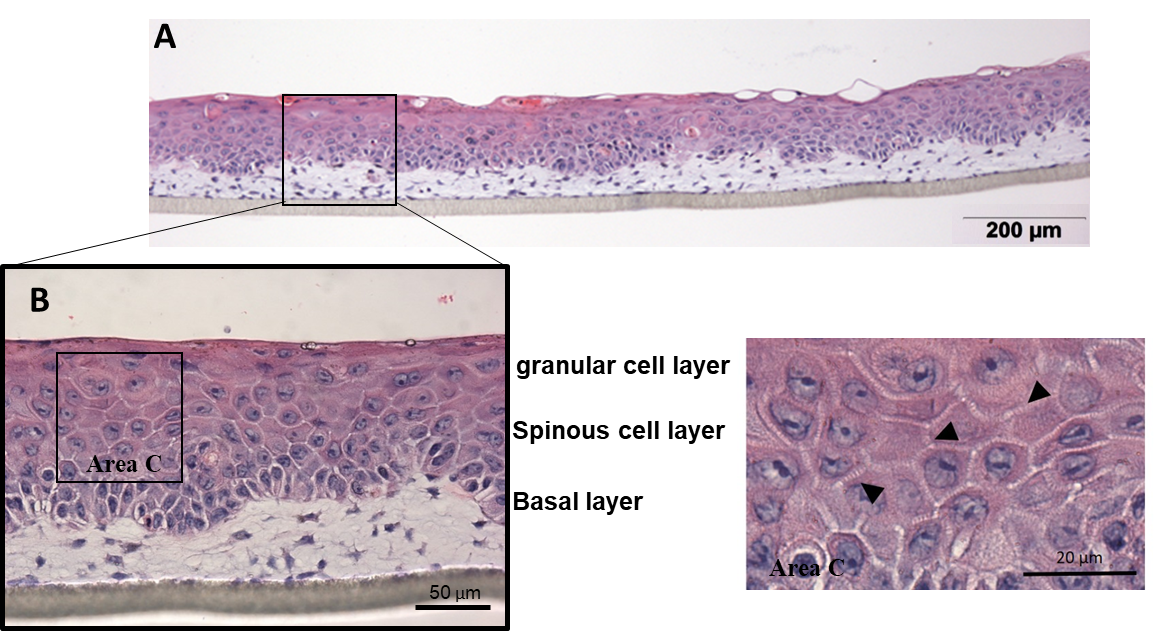 A
200 µm
B
granular cell layer
Spinous cell layer
Area C
Basal layer
50 µm
20 µm
Area C